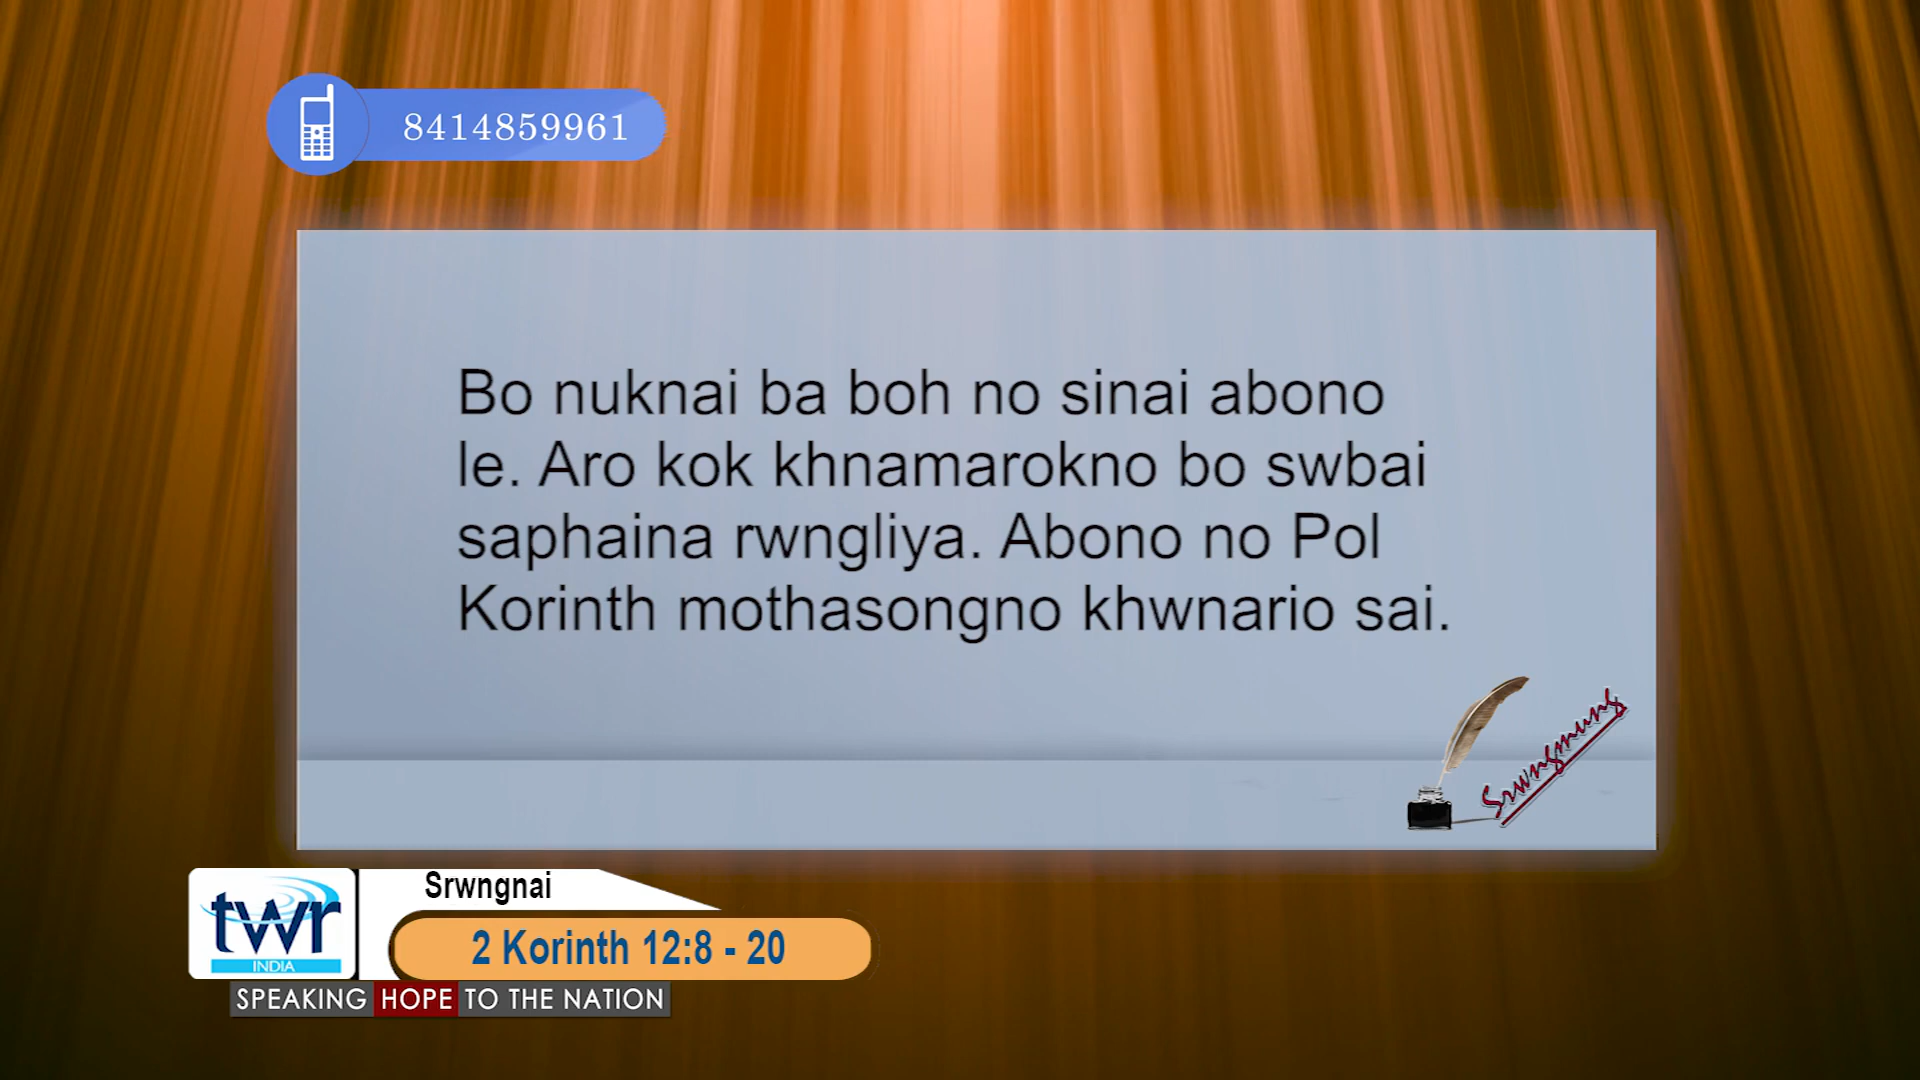 8414859961
Bo nuknai ba boh no sinai abono
le. Aro kok khnamarokno bo swbai
saphaina rwngliya. Abono no Pol
Korinth mothasongno khwnario sai.
Srwngmung
twr
INDIA
Srwngnai
2 Korinth 12:8 - 20
SPEAKING HOPE TO THE NATION